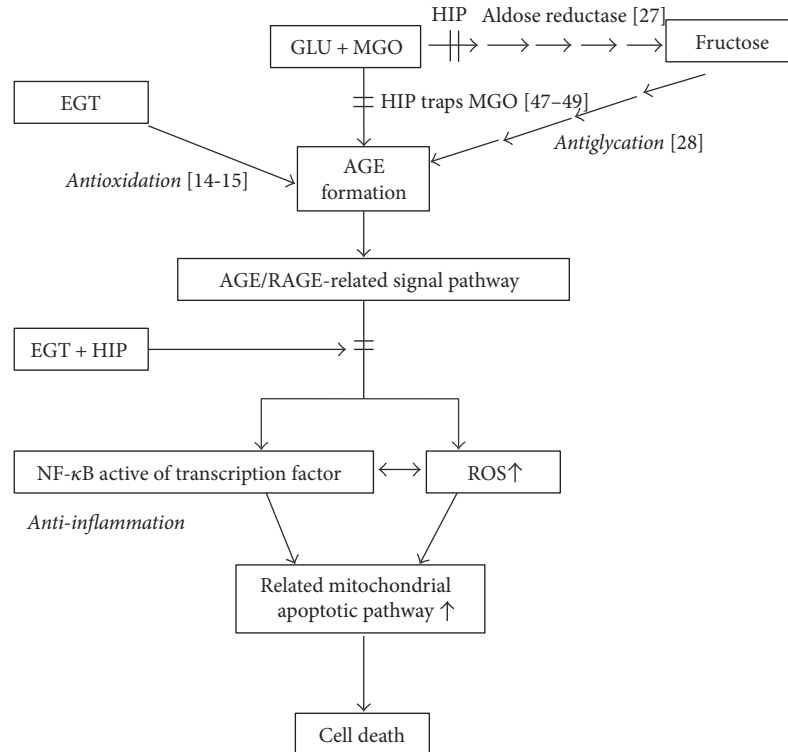 HIP
Aldose reductase [27]
GLU + MGO
Fructose
EGT
HIP traps MGO [47–49]
Antiglycation [28]
Antioxidation [14-15]
AGE
formation
AGE/RAGE-related signal pathway
EGT + HIP
NF-κB active of transcription factor
ROS↑
Anti-inflammation
Related mitochondrial
apoptotic pathway ↑
Cell death